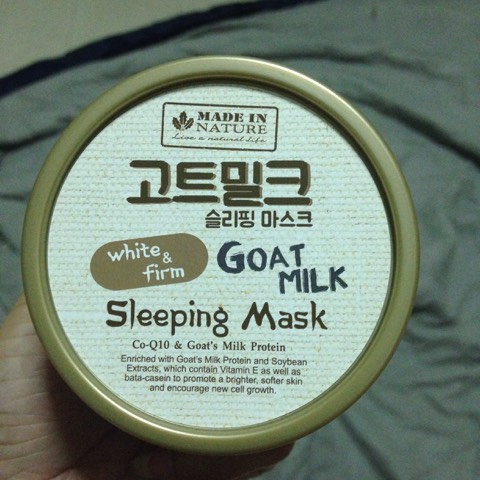 MADE IN
NATURE
Live a natural life.
고트밀크
슬리핑 마스크
white &
firm
GOAT
MILK
Sleeping Mask
Co-Q10 & Goat's Milk Protein
Enriched with Goat's Milk Protein and Soybean
Extracts, which contain Vitamin E as well as
bata-casein to promote a brighter, softer skin
and encourage new cell growth.